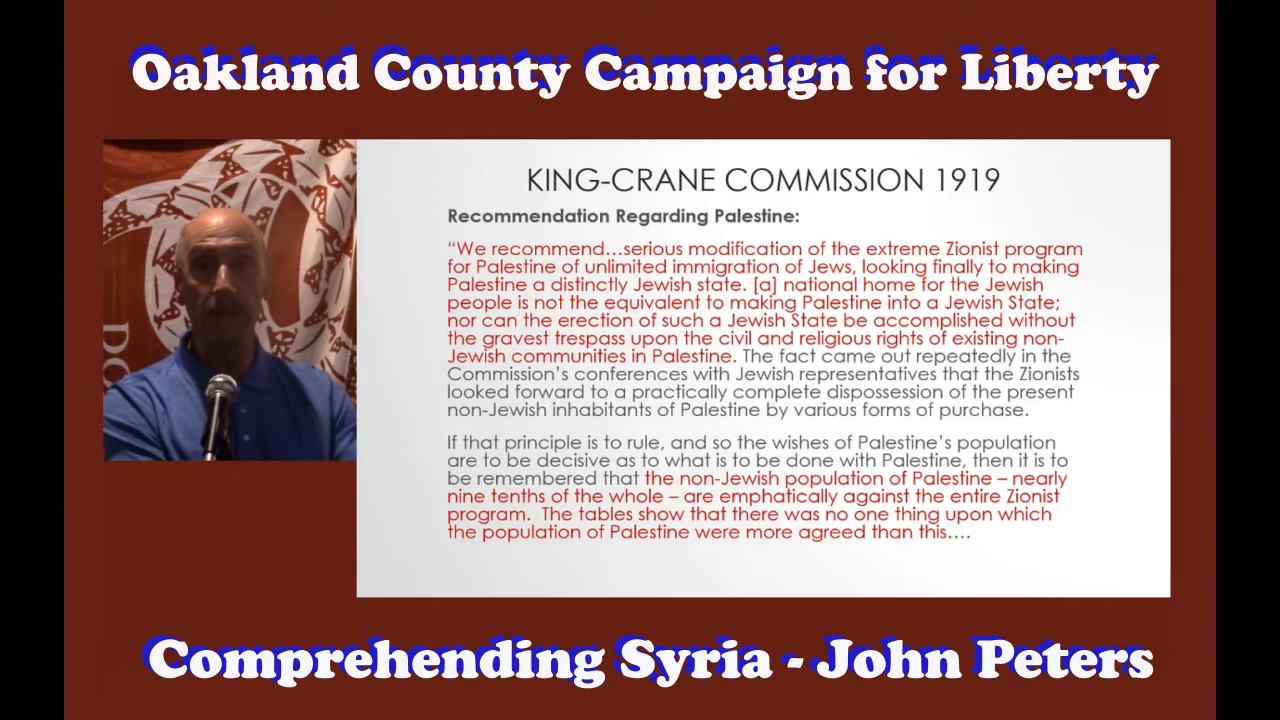 Oakland County Campaign for Liberty
KING-CRANE COMMISSION 1919
Recommendation Regarding Palestine:
“We recommend...serious modification of the extreme Zionist program
for Palestine of unlimited immigration of Jews, looking finally to making
Palestine a distinctly Jewish state. [a] national home for the Jewish
people is not the equivalent to making Palestine into a Jewish State;
nor can the erection of such a Jewish State be accomplished without
the gravest trespass upon the civil and religious rights of existing non-
Jewish communities in Palestine. The fact came out repeatedly in the
Commission's conferences with Jewish representatives that the Zionists
looked forward to a practically complete dispossession of the present
non-Jewish inhabitants of Palestine by various forms of purchase.
If that principle is to rule, and so the wishes of Palestine's population
are to be decisive as to what is to be done with Palestine, then it is to
be remembered that the non-Jewish population of Palestine – nearly
nine tenths of the whole – are emphatically against the entire Zionist
program.  The tables show that there was no one thing upon which
the population of Palestine were more agreed than this....
Comprehending Syria - John Peters